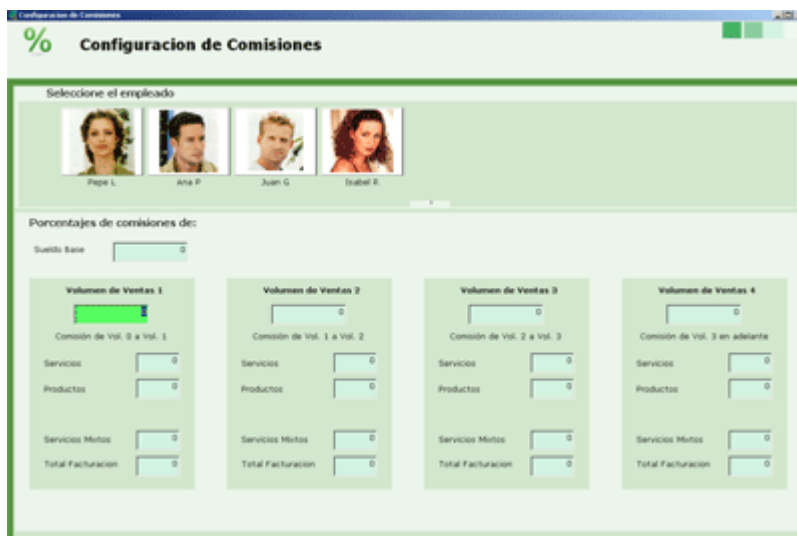 Configuracion de Comisiones
%
Configuracion de Comisiones
Seleccione el empleado
Pepe L Ana P Juan G Isabel R
Porcentajes de comisiones de:
Sueldo Base 0
Volumen de Ventas 1 Volumen de Ventas 2 Volumen de Ventas 3 Volumen de Ventas 4
0 0 0 0
Comisión de Vol. 0 a Vol. 1 Comisión de Vol. 1 a Vol. 2 Comisión de Vol. 2 a Vol. 3 Comisión de Vol. 3 en adelante
Servicios 0 Servicios 0 Servicios 0 Servicios 0
Productos 0 Productos 0 Productos 0 Productos 0
Servicios Mixtos 0 Servicios Mixtos 0 Servicios Mixtos 0 Servicios Mixtos 0
Total Facturacion 0 Total Facturacion 0 Total Facturacion 0 Total Facturacion 0